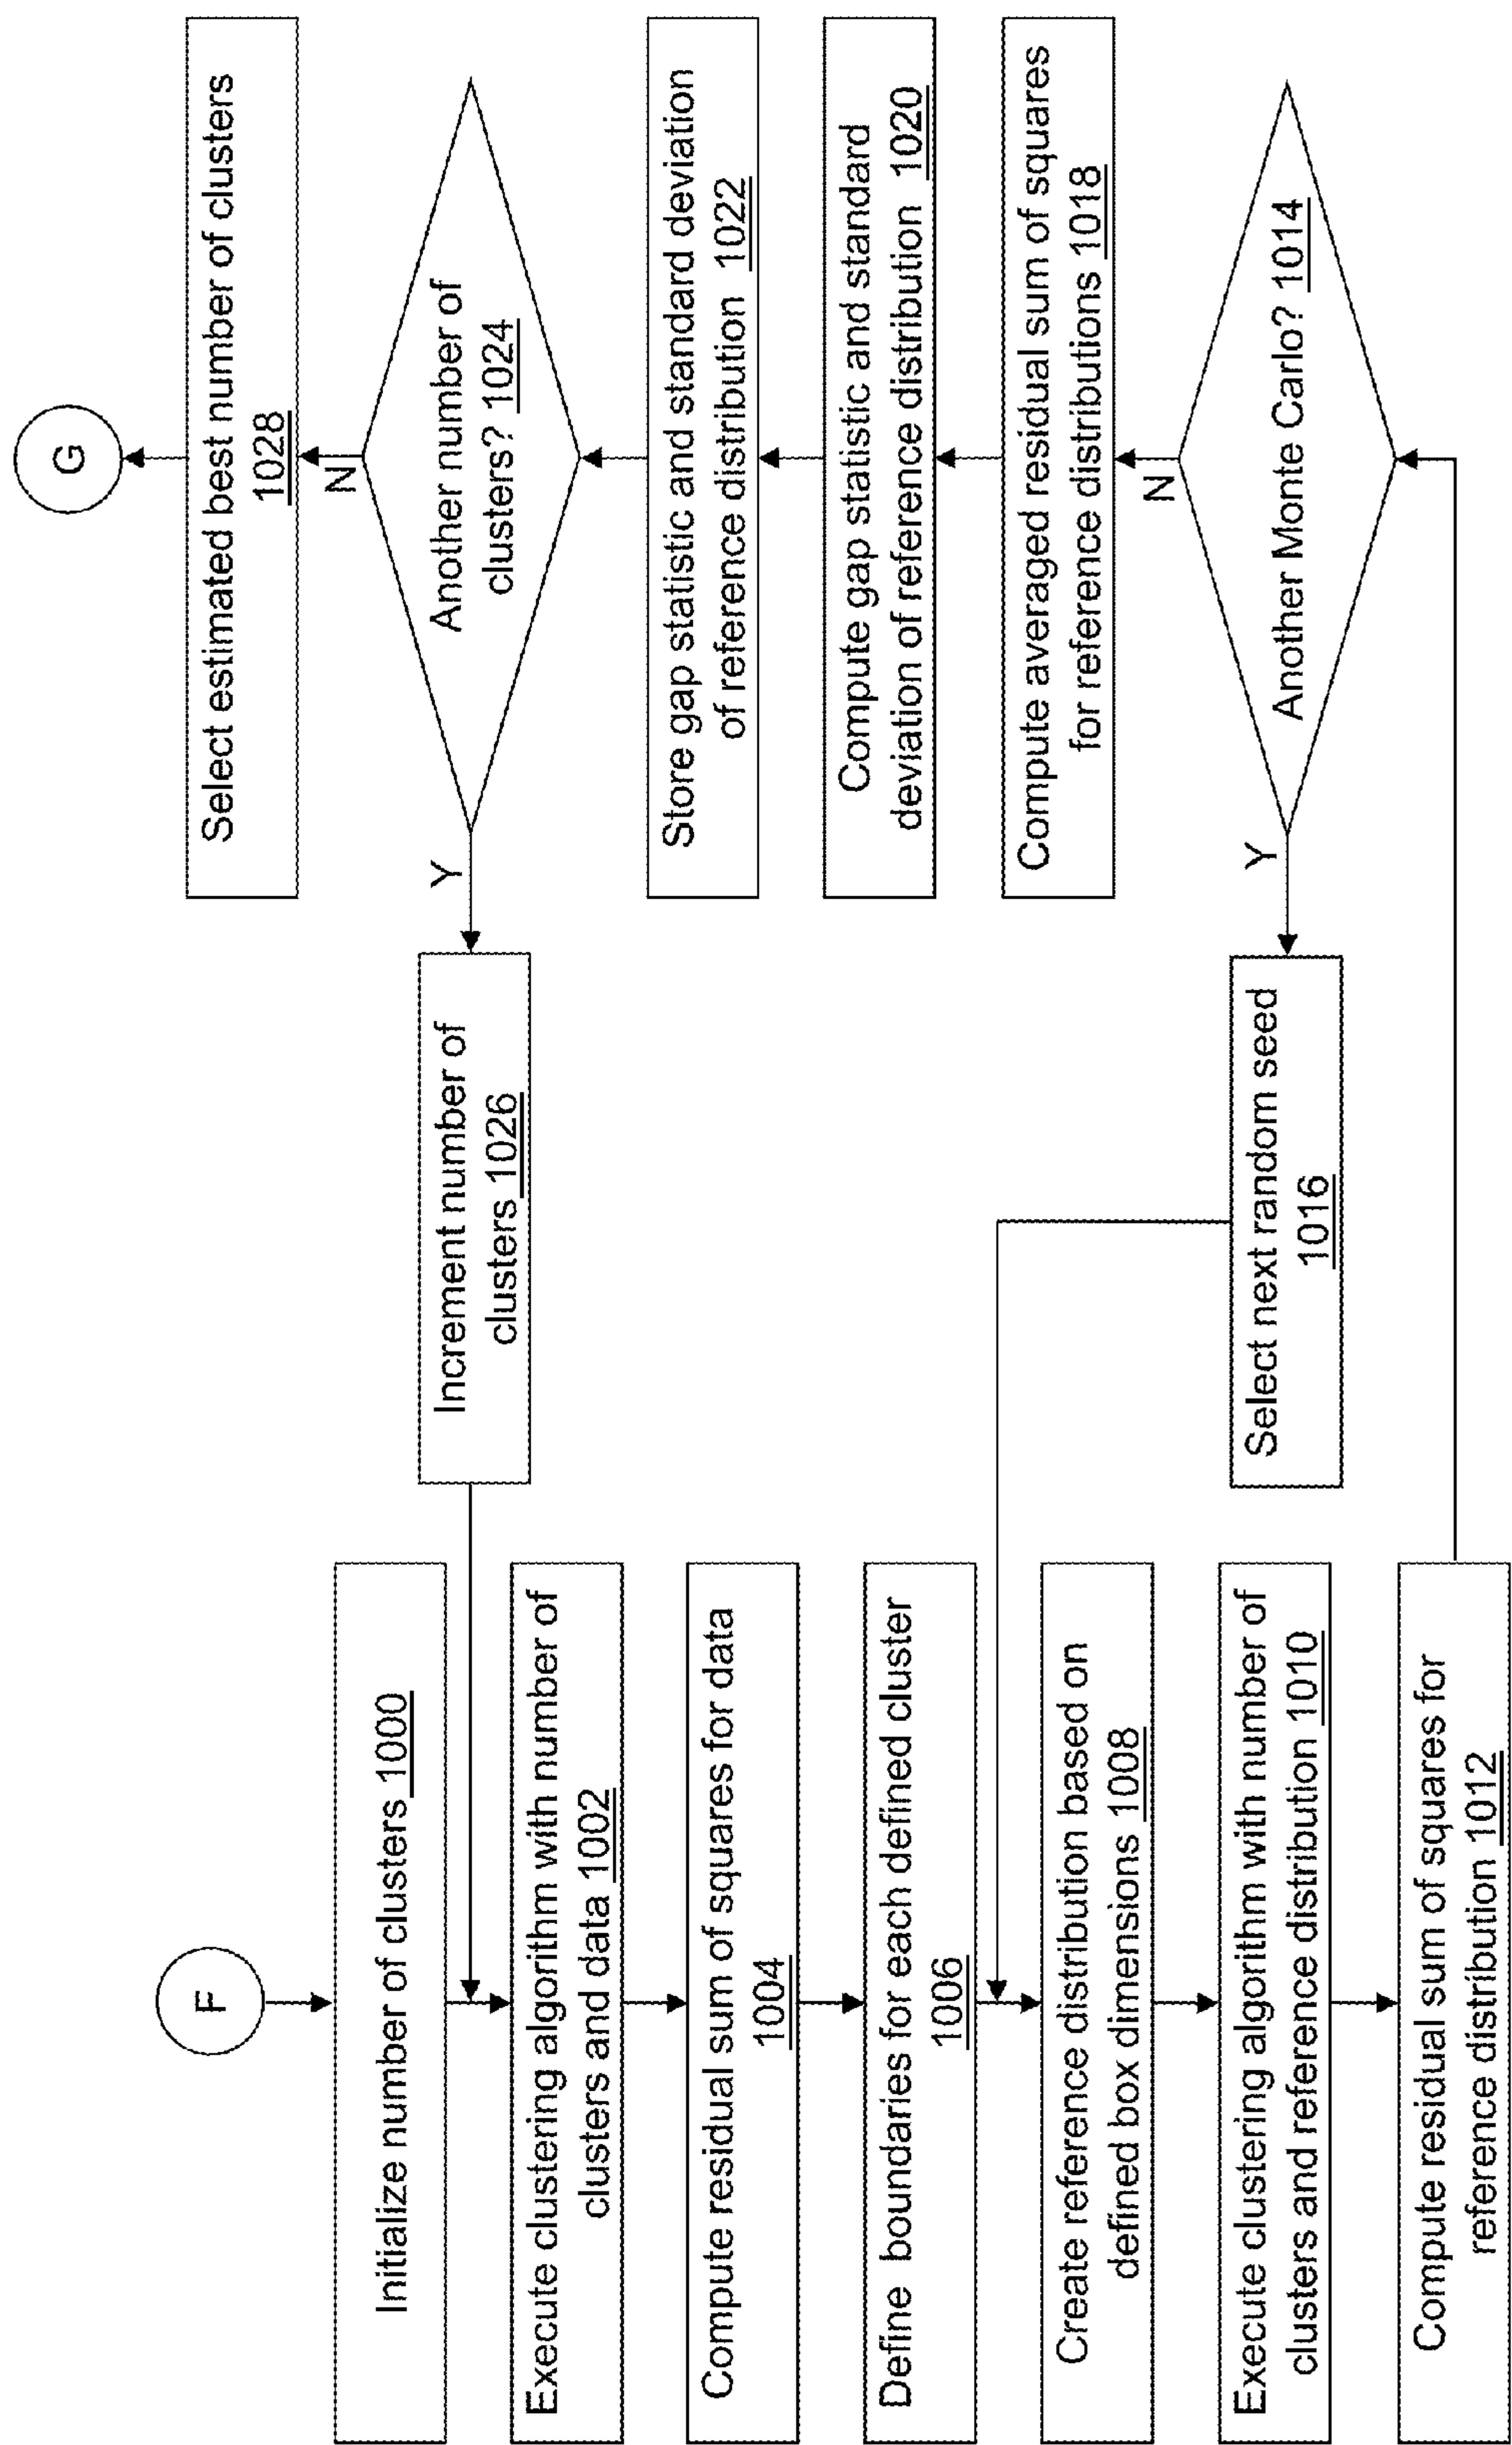 F
Initialize number of clusters 1000
Execute clustering algorithm with number of
clusters and data 1002
Compute residual sum of squares for data
1004
Define boundaries for each defined cluster
1006
Create reference distribution based on
defined box dimensions 1008
Execute clustering algorithm with number of
clusters and reference distribution 1010
Compute residual sum of squares for
reference distribution 1012
Another Monte Carlo? 1014
Y
Select next random seed
1016
N
Compute averaged residual sum of squares
for reference distributions 1018
Compute gap statistic and standard
deviation of reference distribution 1020
Store gap statistic and standard deviation
of reference distribution 1022
Another number of
clusters? 1024
Y
Increment number of
clusters 1026
N
Select estimated best number of clusters
1028
G